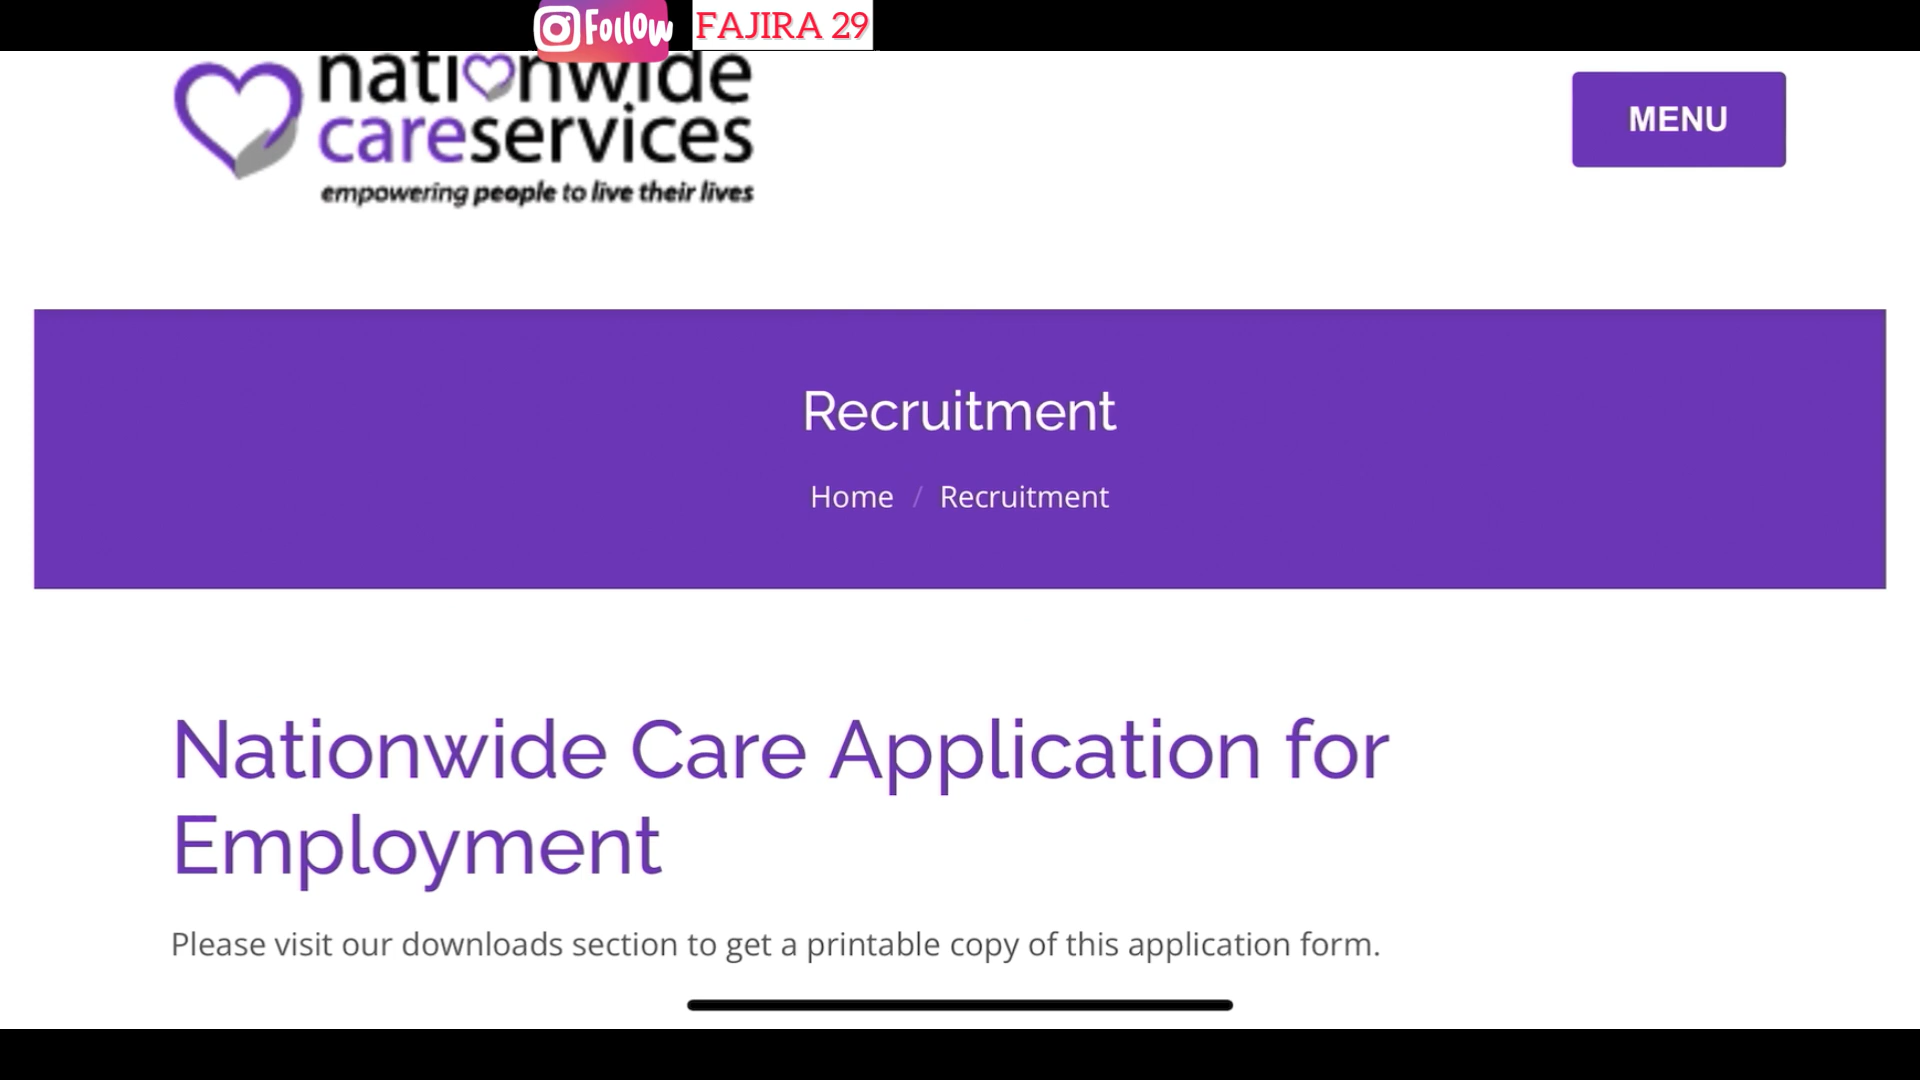 Follow FAJIRA 29
nationwide
careservices
empowering people to live their lives
MENU
Recruitment
Home / Recruitment
Nationwide Care Application for
Employment
Please visit our downloads section to get a printable copy of this application form.